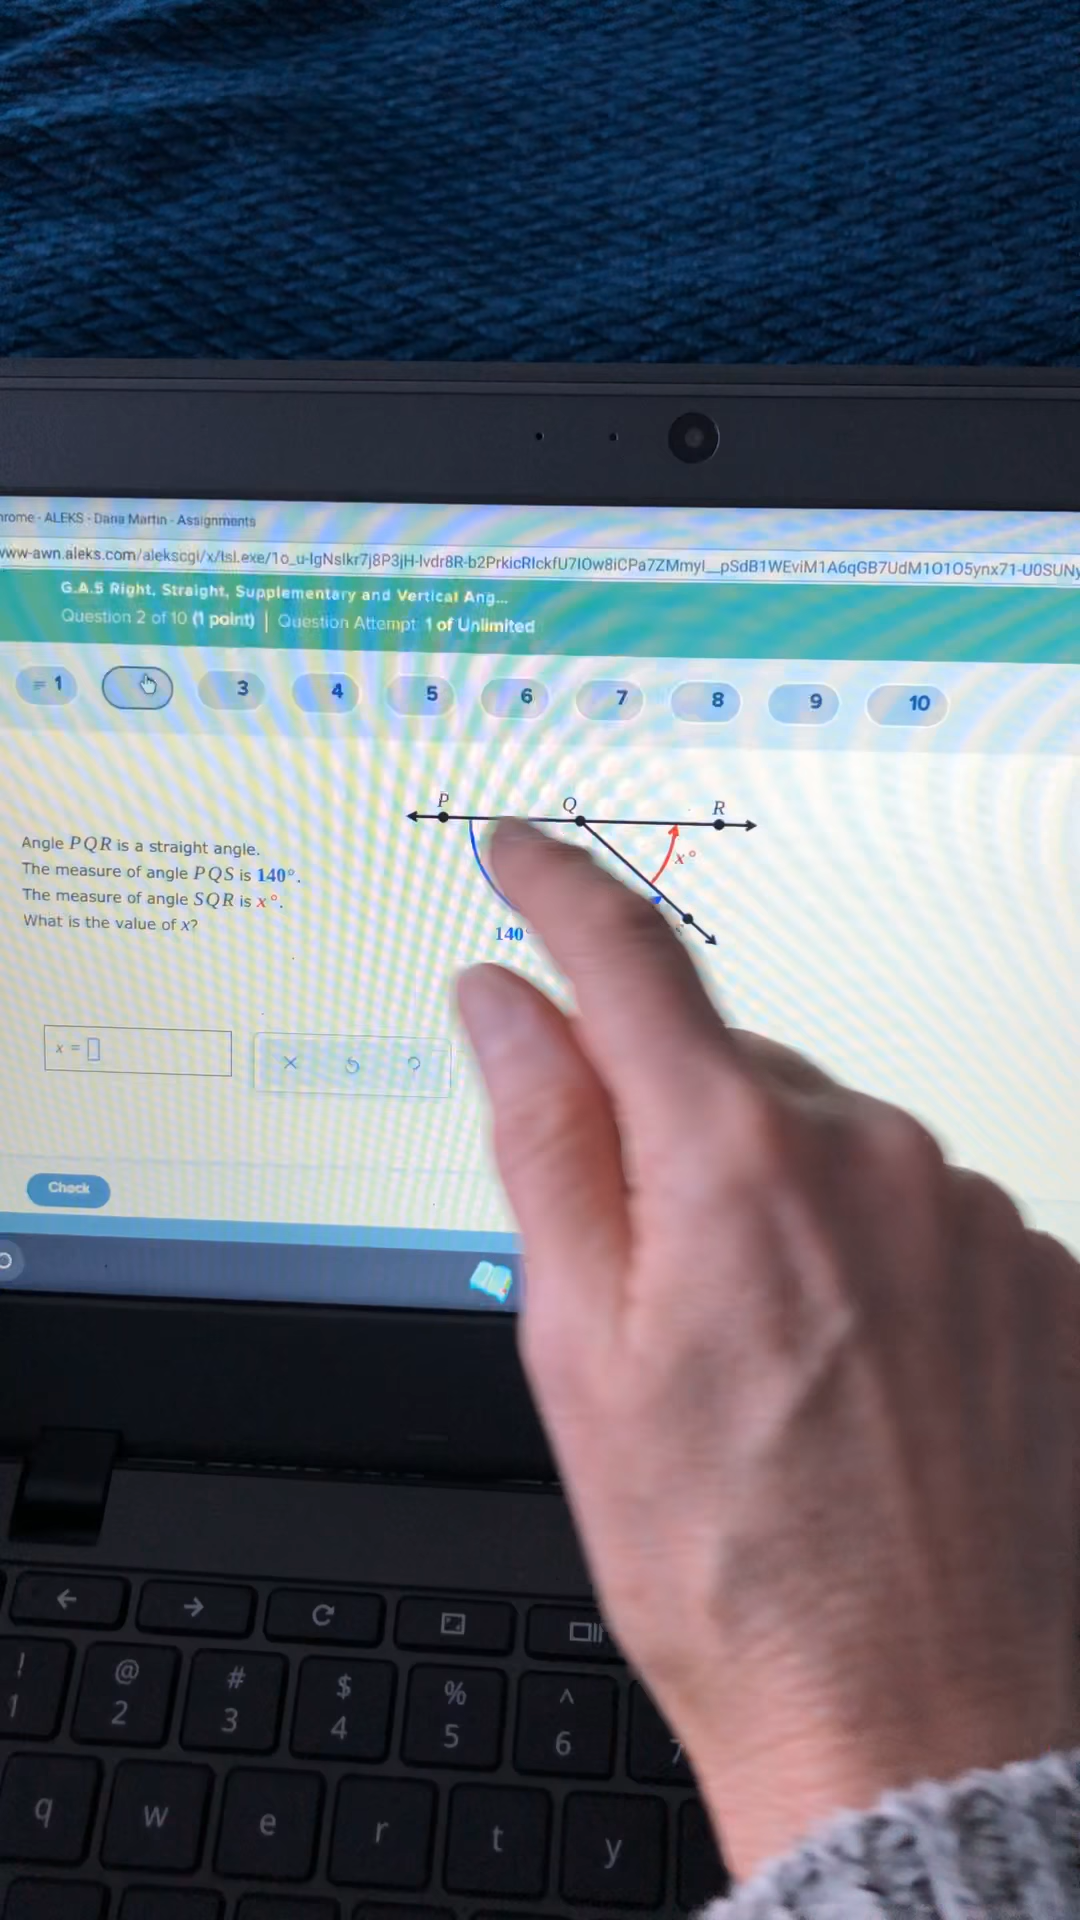 hrome - ALEKS - Dana Martin - Assignments
G.A.5 Right, Straight, Supplementary and Vertical Ang...
Question 2 of 10 (1 point) | Question Attempt: 1 of Unlimited
= 1 3 4 5 6 7 8 9 10
P Q R
Angle PQR is a straight angle.
The measure of angle PQS is 140°.
The measure of angle SQR is x°.
What is the value of x?
x°
140
x =
Check
! @ # $ % ^
1 2 3 4 5 6 7
q w e r t y